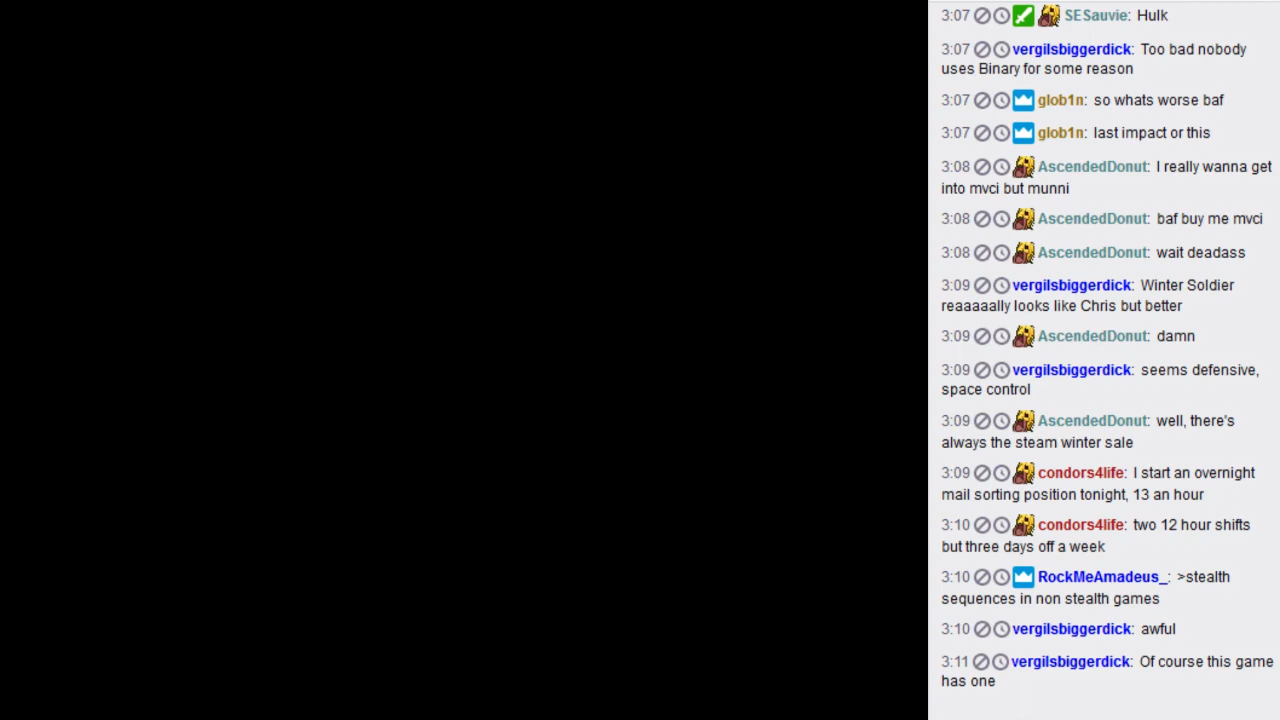 3:07 SESauvie: Hulk
3:07 vergilsbiggerdick: Too bad nobody
uses Binary for some reason
3:07 glob1n: so whats worse baf
3:07 glob1n: last impact or this
3:08 AscendedDonut: I really wanna get
into mvci but munni
3:08 AscendedDonut: baf buy me mvci
3:08 AscendedDonut: wait deadass
3:09 vergilsbiggerdick: Winter Soldier
reaaaaally looks like Chris but better
3:09 AscendedDonut: damn
3:09 vergilsbiggerdick: seems defensive,
space control
3:09 AscendedDonut: well, there's
always the steam winter sale
3:09 condors4life: I start an overnight
mail sorting position tonight, 13 an hour
3:10 condors4life: two 12 hour shifts
but three days off a week
3:10 RockMeAmadeus_: >stealth
sequences in non stealth games
3:10 vergilsbiggerdick: awful
3:11 vergilsbiggerdick: Of course this game
has one